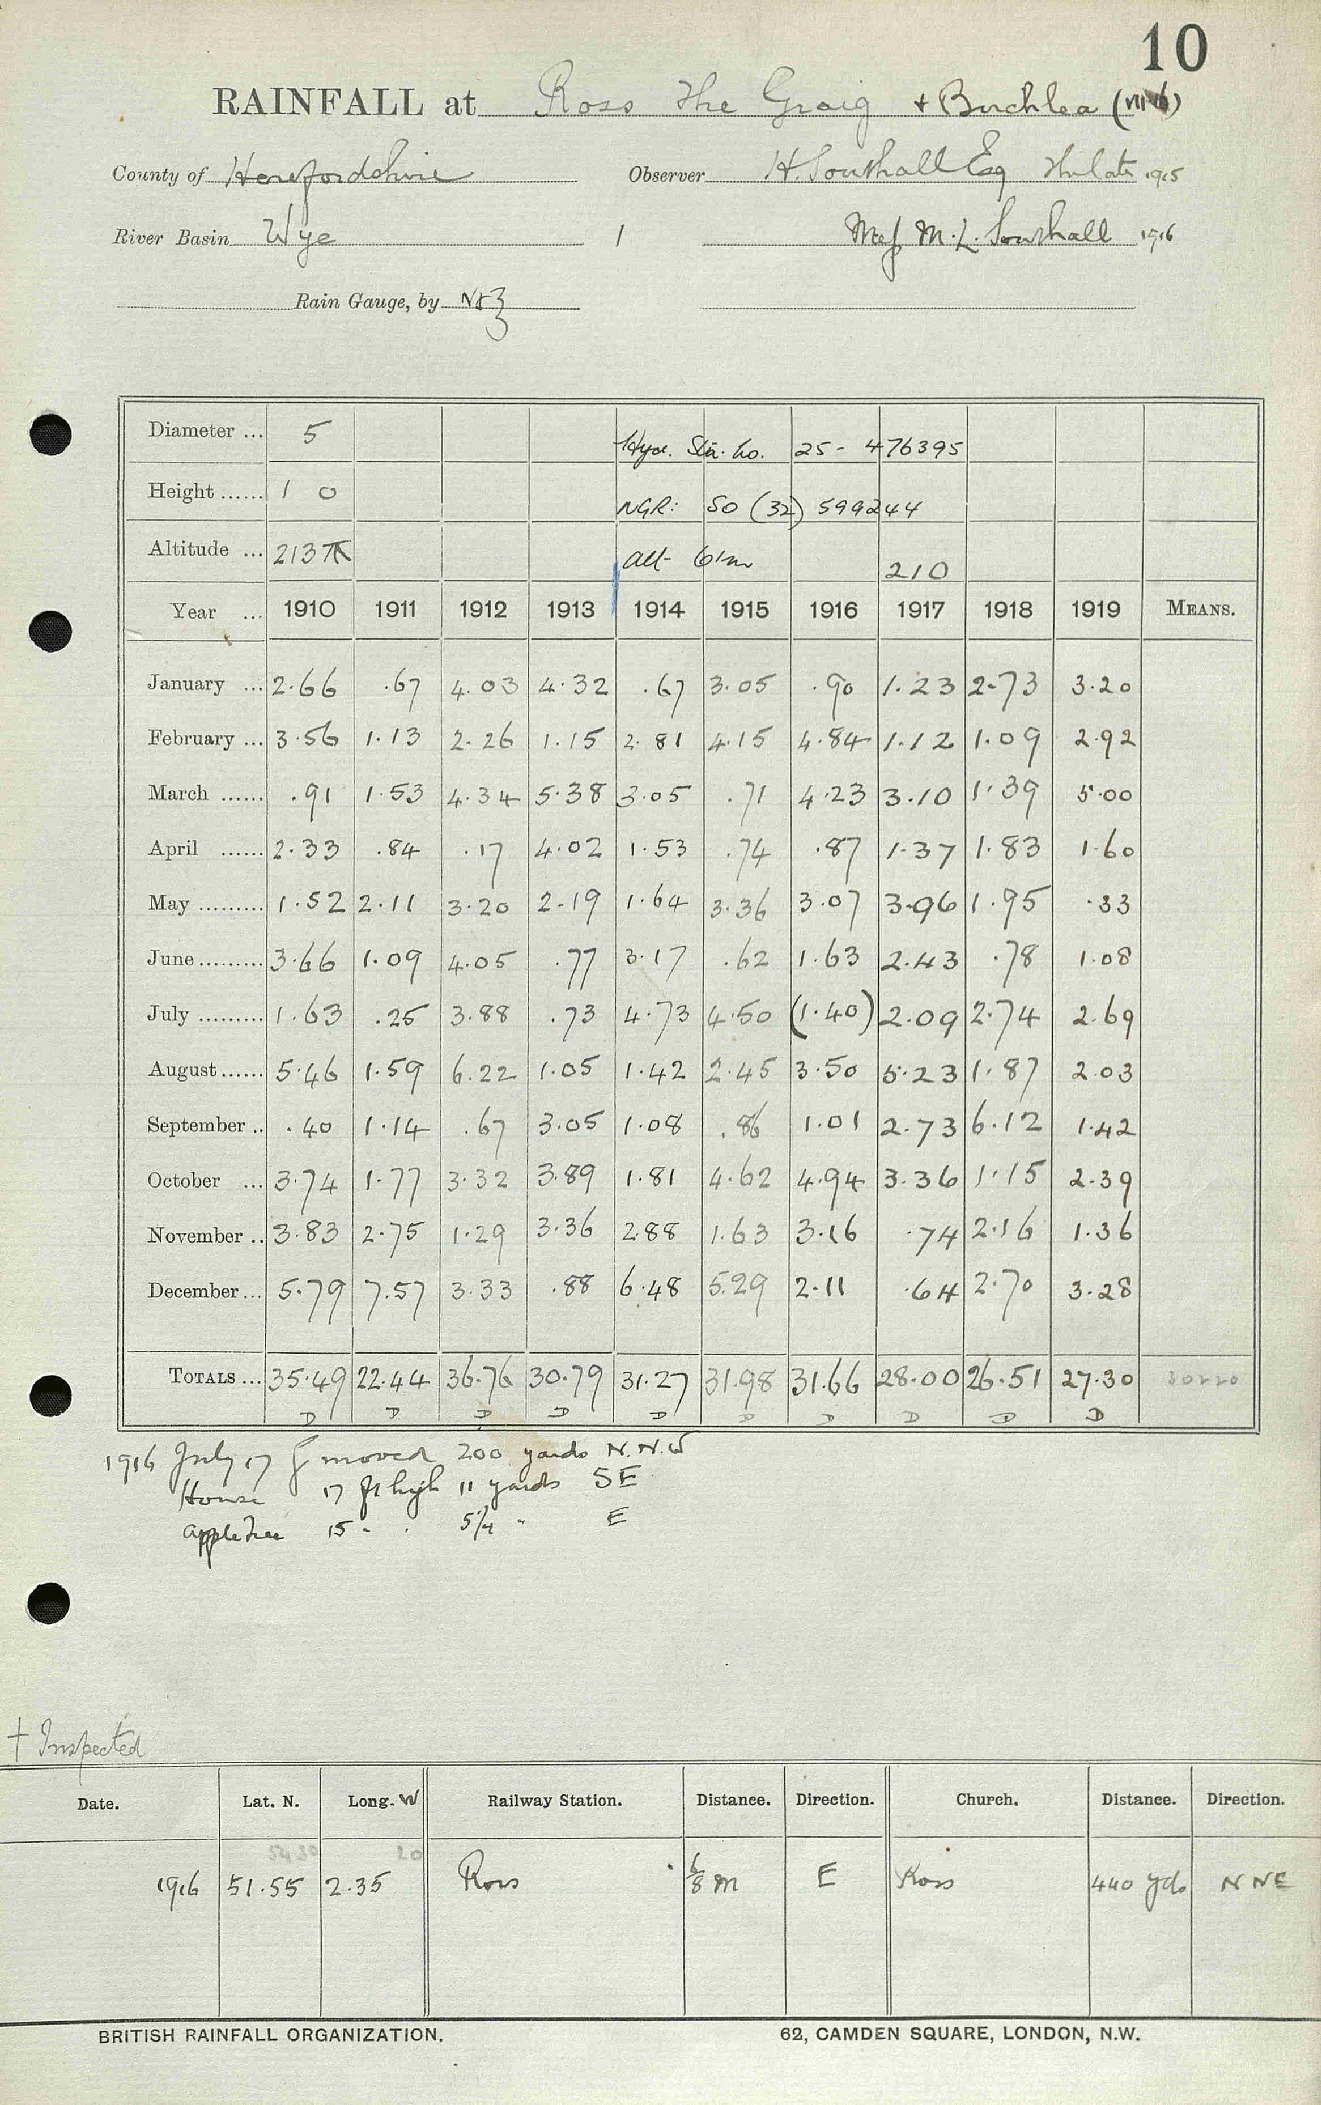 10
RAINFALL at Ross The Graig + Buchlea (VII 16)
County of Herefordshire Observer H. Southall Esq 1915
River Basin Wye 1 M. L. Southall 1916
Rain Gauge, by N&Z
Diameter ... 5 Hyd. Sta. no. 25 - 476395
Height ...... 1 0 NGR: SO (32) 599244
Altitude ... 213 alt 61m 210
Year ... 1910 1911 1912 1913 1914 1915 1916 1917 1918 1919 MEANS.
January ... 2.66 .67 4.03 4.32 .67 3.05 .90 1.23 2.73 3.20
February ... 3.56 1.13 2.26 1.15 2.81 4.15 4.84 1.12 1.09 2.92
March ...... .91 1.53 4.34 5.38 3.05 .71 4.23 3.10 1.39 5.00
April ...... 2.33 .84 .17 4.02 1.53 .74 .87 1.37 1.83 1.60
May ......... 1.52 2.11 3.20 2.19 1.64 3.36 3.07 3.96 1.95 .33
June ......... 3.66 1.09 4.05 .77 3.17 .62 1.63 2.43 .78 1.08
July ......... 1.63 .25 3.88 .73 4.73 4.50 (1.40) 2.09 2.74 2.69
August ...... 5.46 1.59 6.22 1.05 1.42 2.45 3.50 5.23 1.87 2.03
September .. .40 1.14 .67 3.05 1.08 .86 1.01 2.73 6.12 1.42
October ... 3.74 1.77 3.32 3.89 1.81 4.62 4.94 3.36 1.15 2.39
November .. 3.83 2.75 1.29 3.36 2.88 1.63 3.16 .74 2.16 1.36
December ... 5.79 7.57 3.33 .88 6.48 5.29 2.11 .64 2.70 3.28
TOTALS ... 35.49 22.44 36.76 30.79 31.27 31.98 31.66 28.00 26.51 27.30 30220
D D D D D D D D D D
1916 July 17 moved 200 yards N.N.W
House 17 ft high 11 yards SE
Apple tree 15 " " 5¼ " E
† Inspected
Date. Lat. N. Long. W Railway Station. Distance. Direction. Church. Distance. Direction.
1916 51.55 2.35 Ross 6/8 m E Ross 440 yds NNE
BRITISH RAINFALL ORGANIZATION. 62, CAMDEN SQUARE, LONDON, N.W.